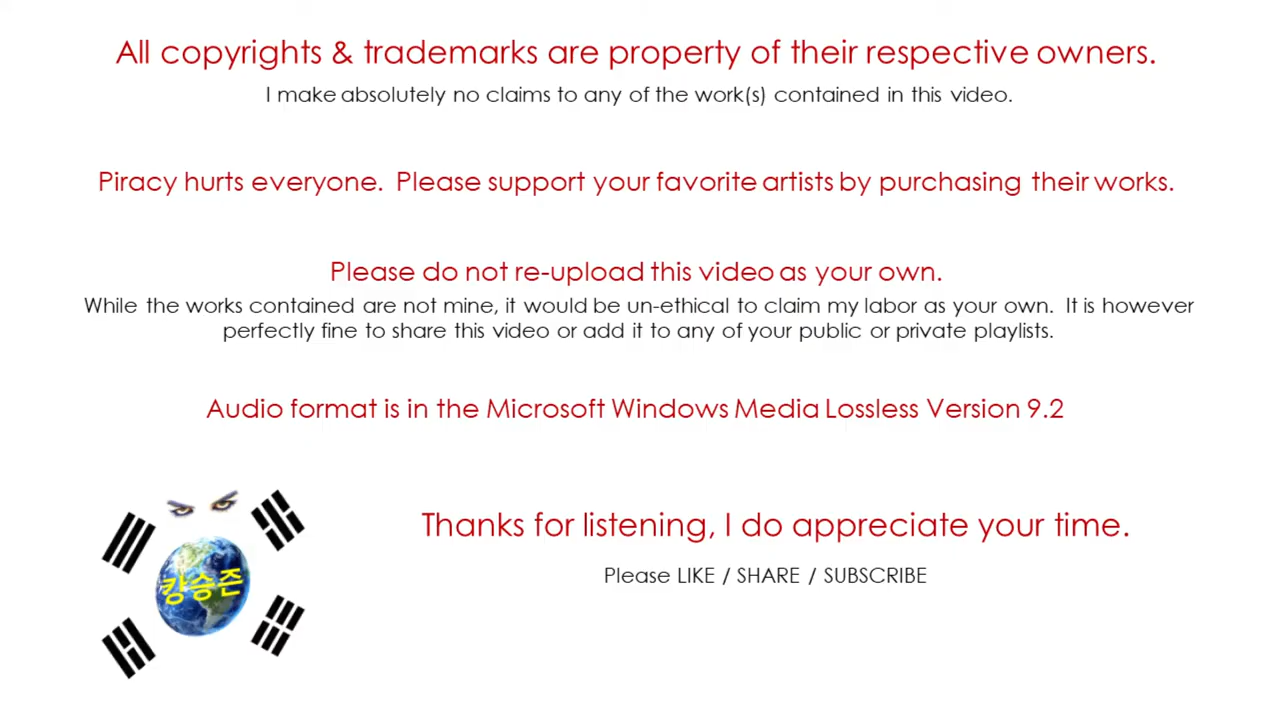 All copyrights & trademarks are property of their respective owners.
I make absolutely no claims to any of the work(s) contained in this video.
Piracy hurts everyone. Please support your favorite artists by purchasing their works.
Please do not re-upload this video as your own.
While the works contained are not mine, it would be un-ethical to claim my labor as your own. It is however
perfectly fine to share this video or add it to any of your public or private playlists.
Audio format is in the Microsoft Windows Media Lossless Version 9.2
Thanks for listening, I do appreciate your time.
Please LIKE / SHARE / SUBSCRIBE
캉승즌